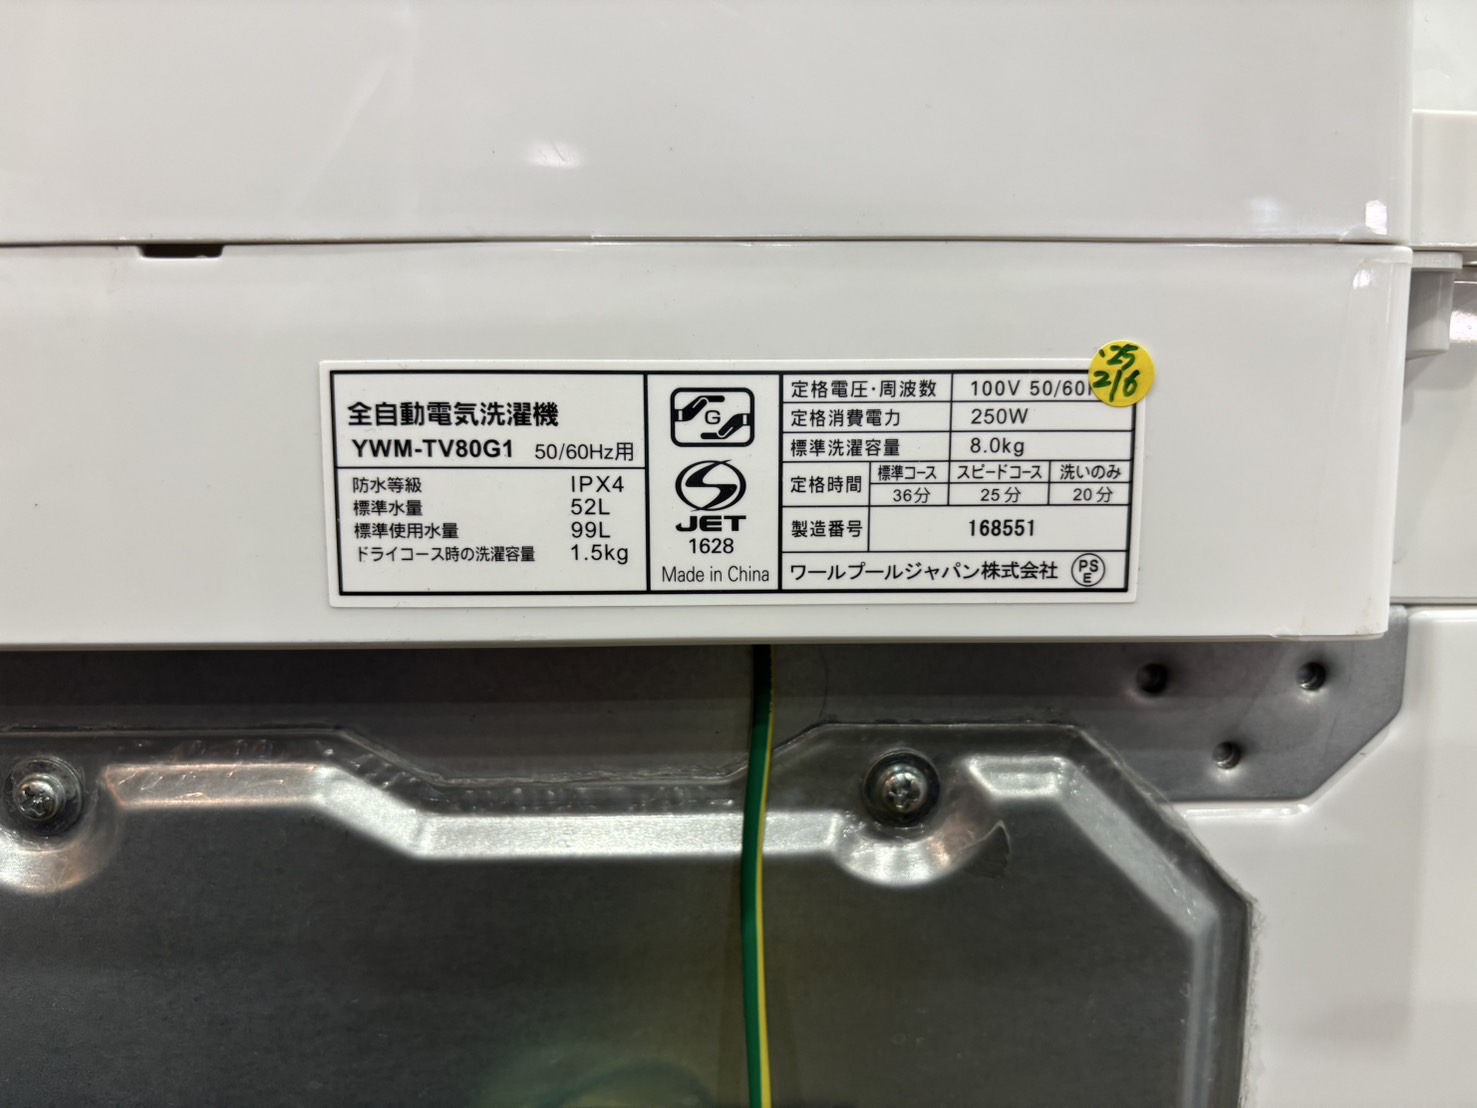 全自動電気洗濯機
YWM-TV80G1 50/60Hz用
防水等級 IPX4
標準水量 52L
標準使用水量 99L
ドライコース時の洗濯容量 1.5kg
G
JET
1628
Made in China
定格電圧・周波数 100V 50/60
定格消費電力 250W
標準洗濯容量 8.0kg
定格時間 標準コース スピードコース 洗いのみ
36分 25分 20分
製造番号 168551
ワールプールジャパン株式会社 PSE
'25
2/6